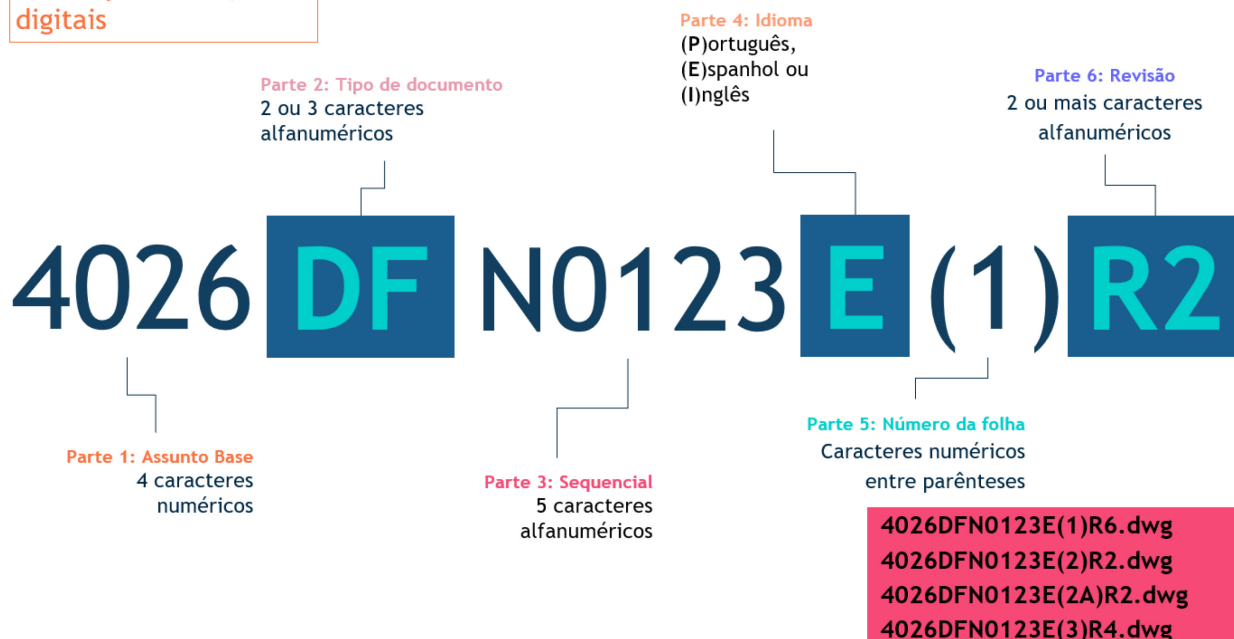 digitais
Parte 4: Idioma
(P)ortuguês,
(E)spanhol ou
(I)nglês
Parte 2: Tipo de documento
2 ou 3 caracteres
alfanuméricos
Parte 6: Revisão
2 ou mais caracteres
alfanuméricos
4026 DF N0123 E (1) R2
Parte 1: Assunto Base
4 caracteres
numéricos
Parte 3: Sequencial
5 caracteres
alfanuméricos
Parte 5: Número da folha
Caracteres numéricos
entre parênteses
4026DFN0123E(1)R6.dwg
4026DFN0123E(2)R2.dwg
4026DFN0123E(2A)R2.dwg
4026DFN0123E(3)R4.dwg